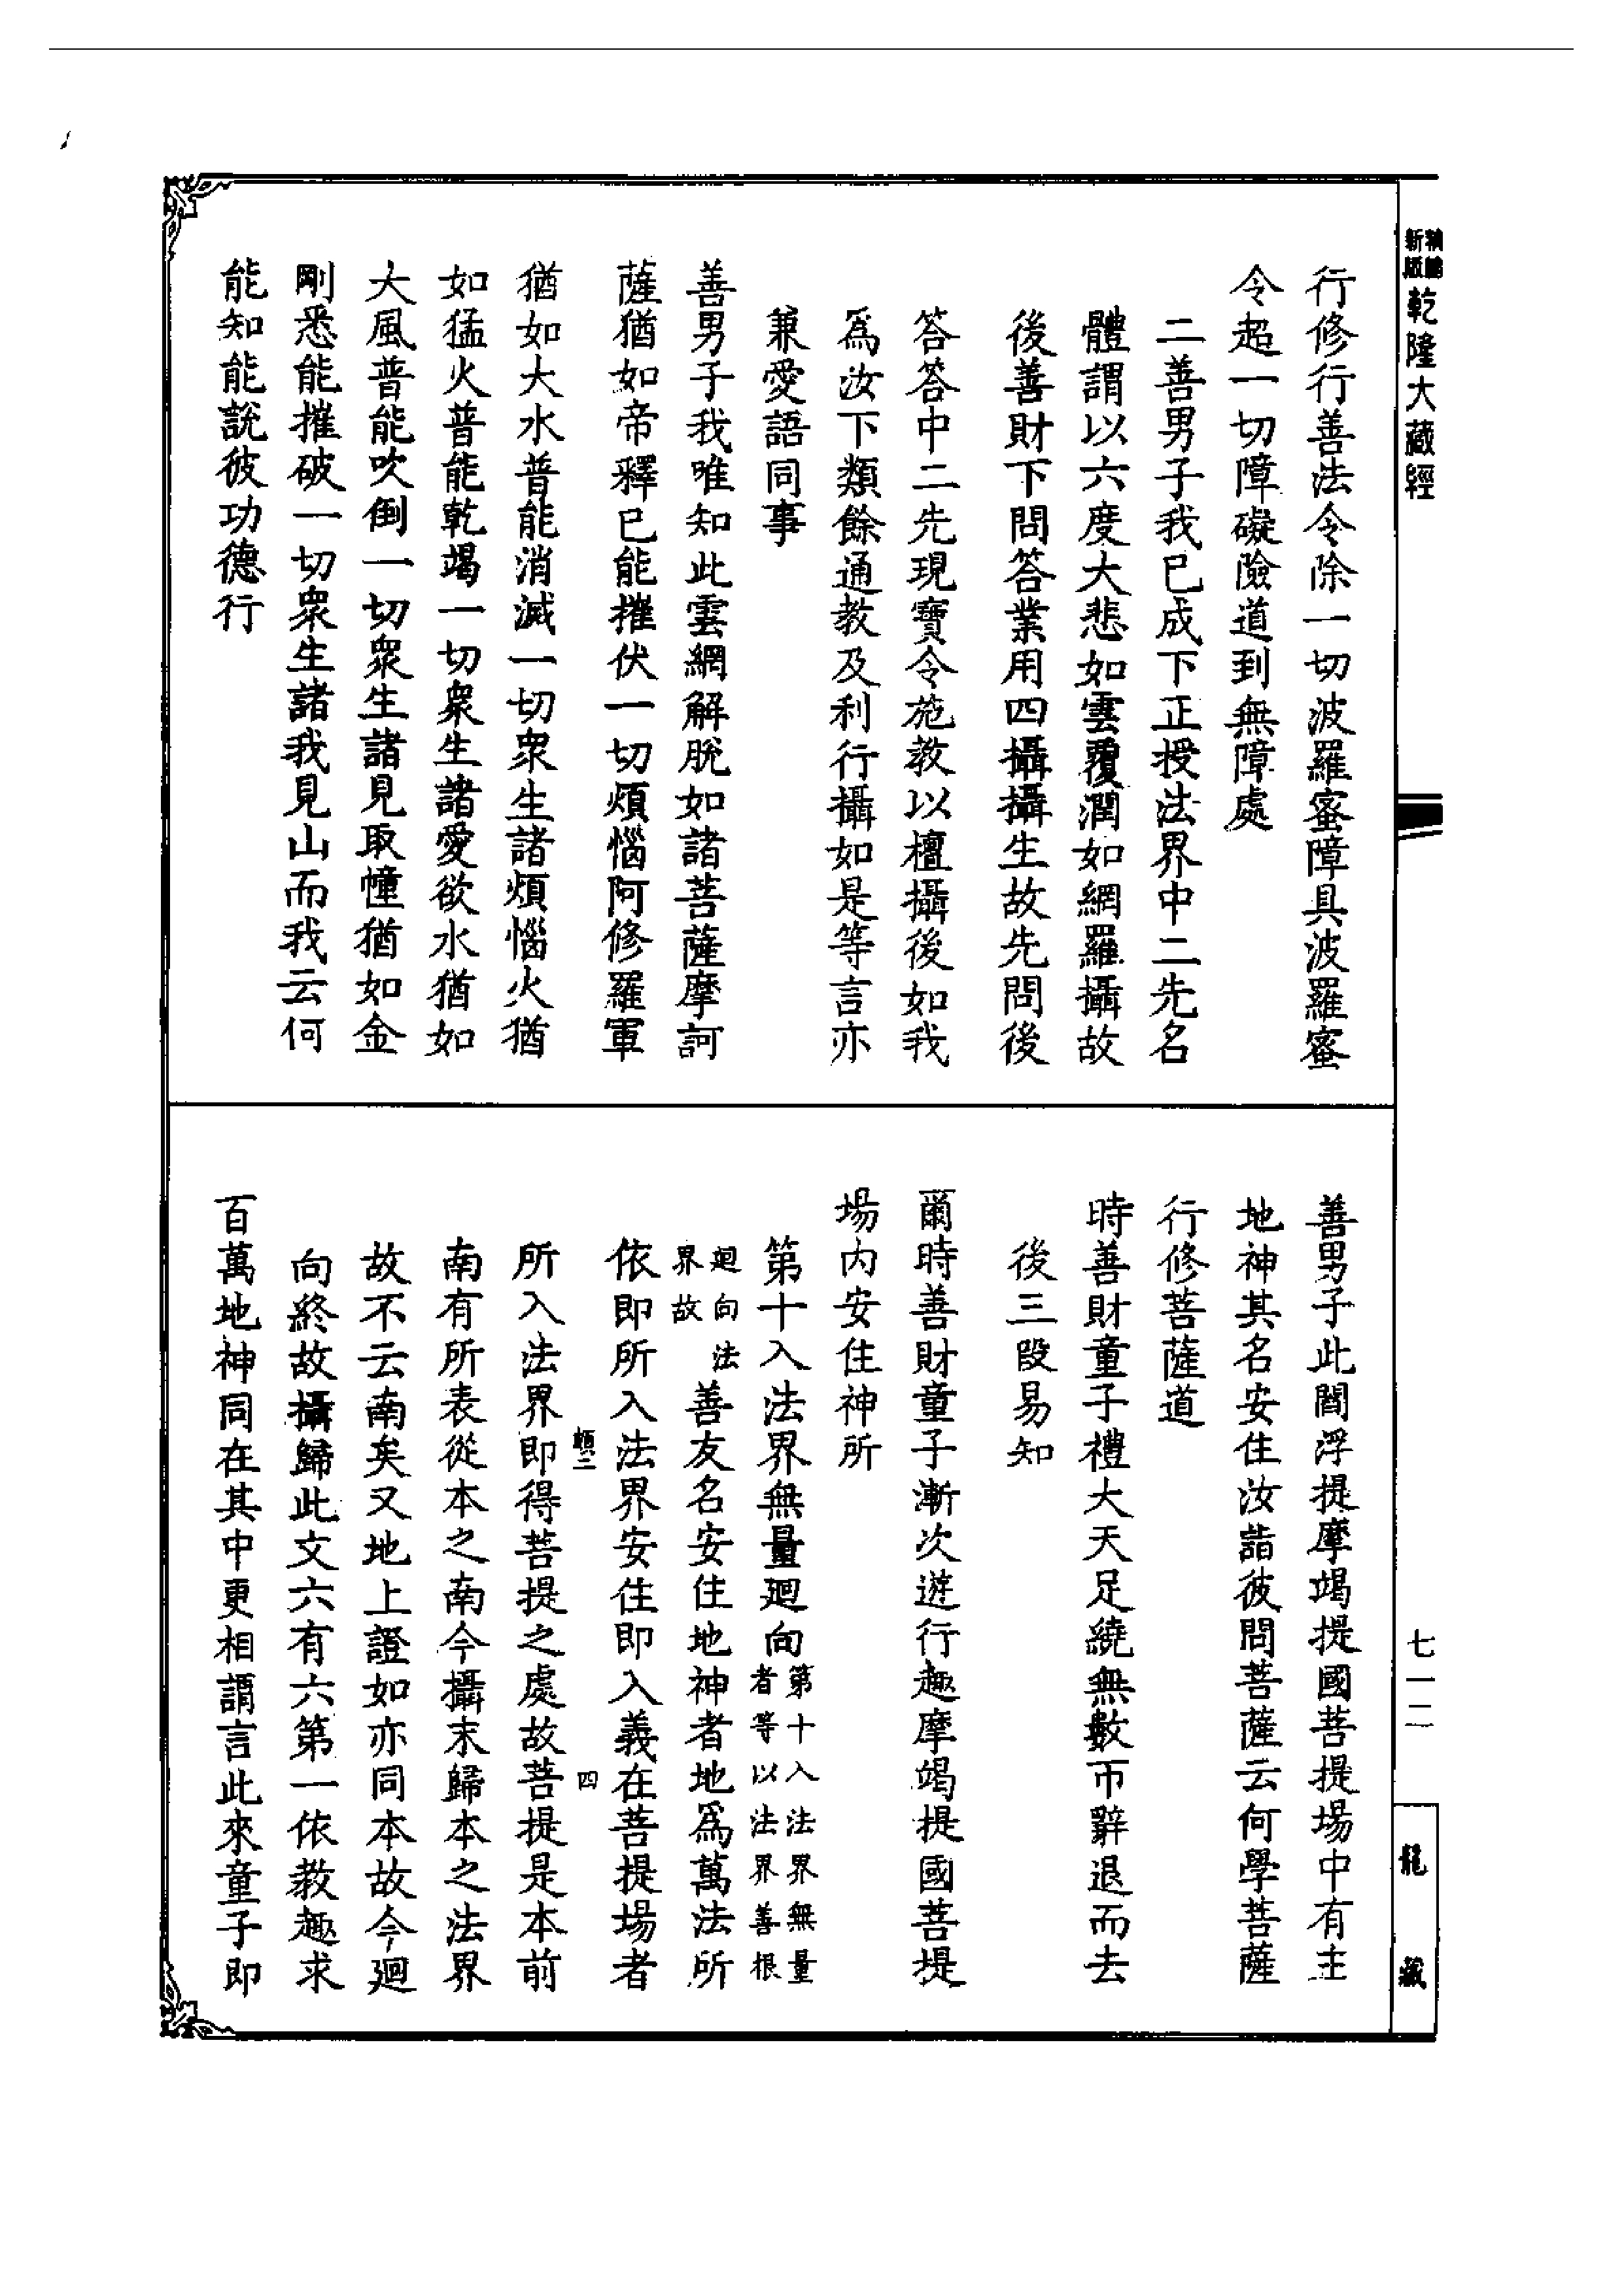 新編縮版
乾隆大藏經
行修行善法令除一切波羅蜜障具波羅蜜
令超一切障礙險道到無障處
二善男子我已成下正授法界中二先名
體謂以六度大悲如雲覆潤如網羅攝故
後善財下問答業用四攝攝生故先問後
答答中二先現寶令施教以檀攝後如我
爲汝下類餘通教及利行攝如是等言亦
兼愛語同事
善男子我唯知此雲網解脫如諸菩薩摩訶
薩猶如帝釋已能摧伏一切煩惱阿修羅軍
猶如大水普能消滅一切衆生諸煩惱火猶
如猛火普能乾竭一切衆生諸愛欲水猶如
大風普能吹倒一切衆生諸見取幢猶如金
剛悉能摧破一切衆生諸我見山而我云何
能知能說彼功德行
善男子此閻浮提摩竭提國菩提場中有主
地神其名安住汝詣彼問菩薩云何學菩薩
行修菩薩道
時善財童子禮大天足繞無數帀辭退而去
後三段易知
爾時善財童子漸次遊行趣摩竭提國菩提
場內安住神所
第十入法界無量迴向第十入法界無量者等以法界善根
迴向法界故善友名安住地神者地爲萬法所
依即所入法界安住即入義在菩提場者
所入法界即得菩提之處故菩提是本前
南有所表從本之南今攝末歸本之法界
故不云南矣又地上證如亦同本故今迴
向終故攝歸此文六有六第一依教趣求
百萬地神同在其中更相謂言此來童子即
四
七一二
龍藏